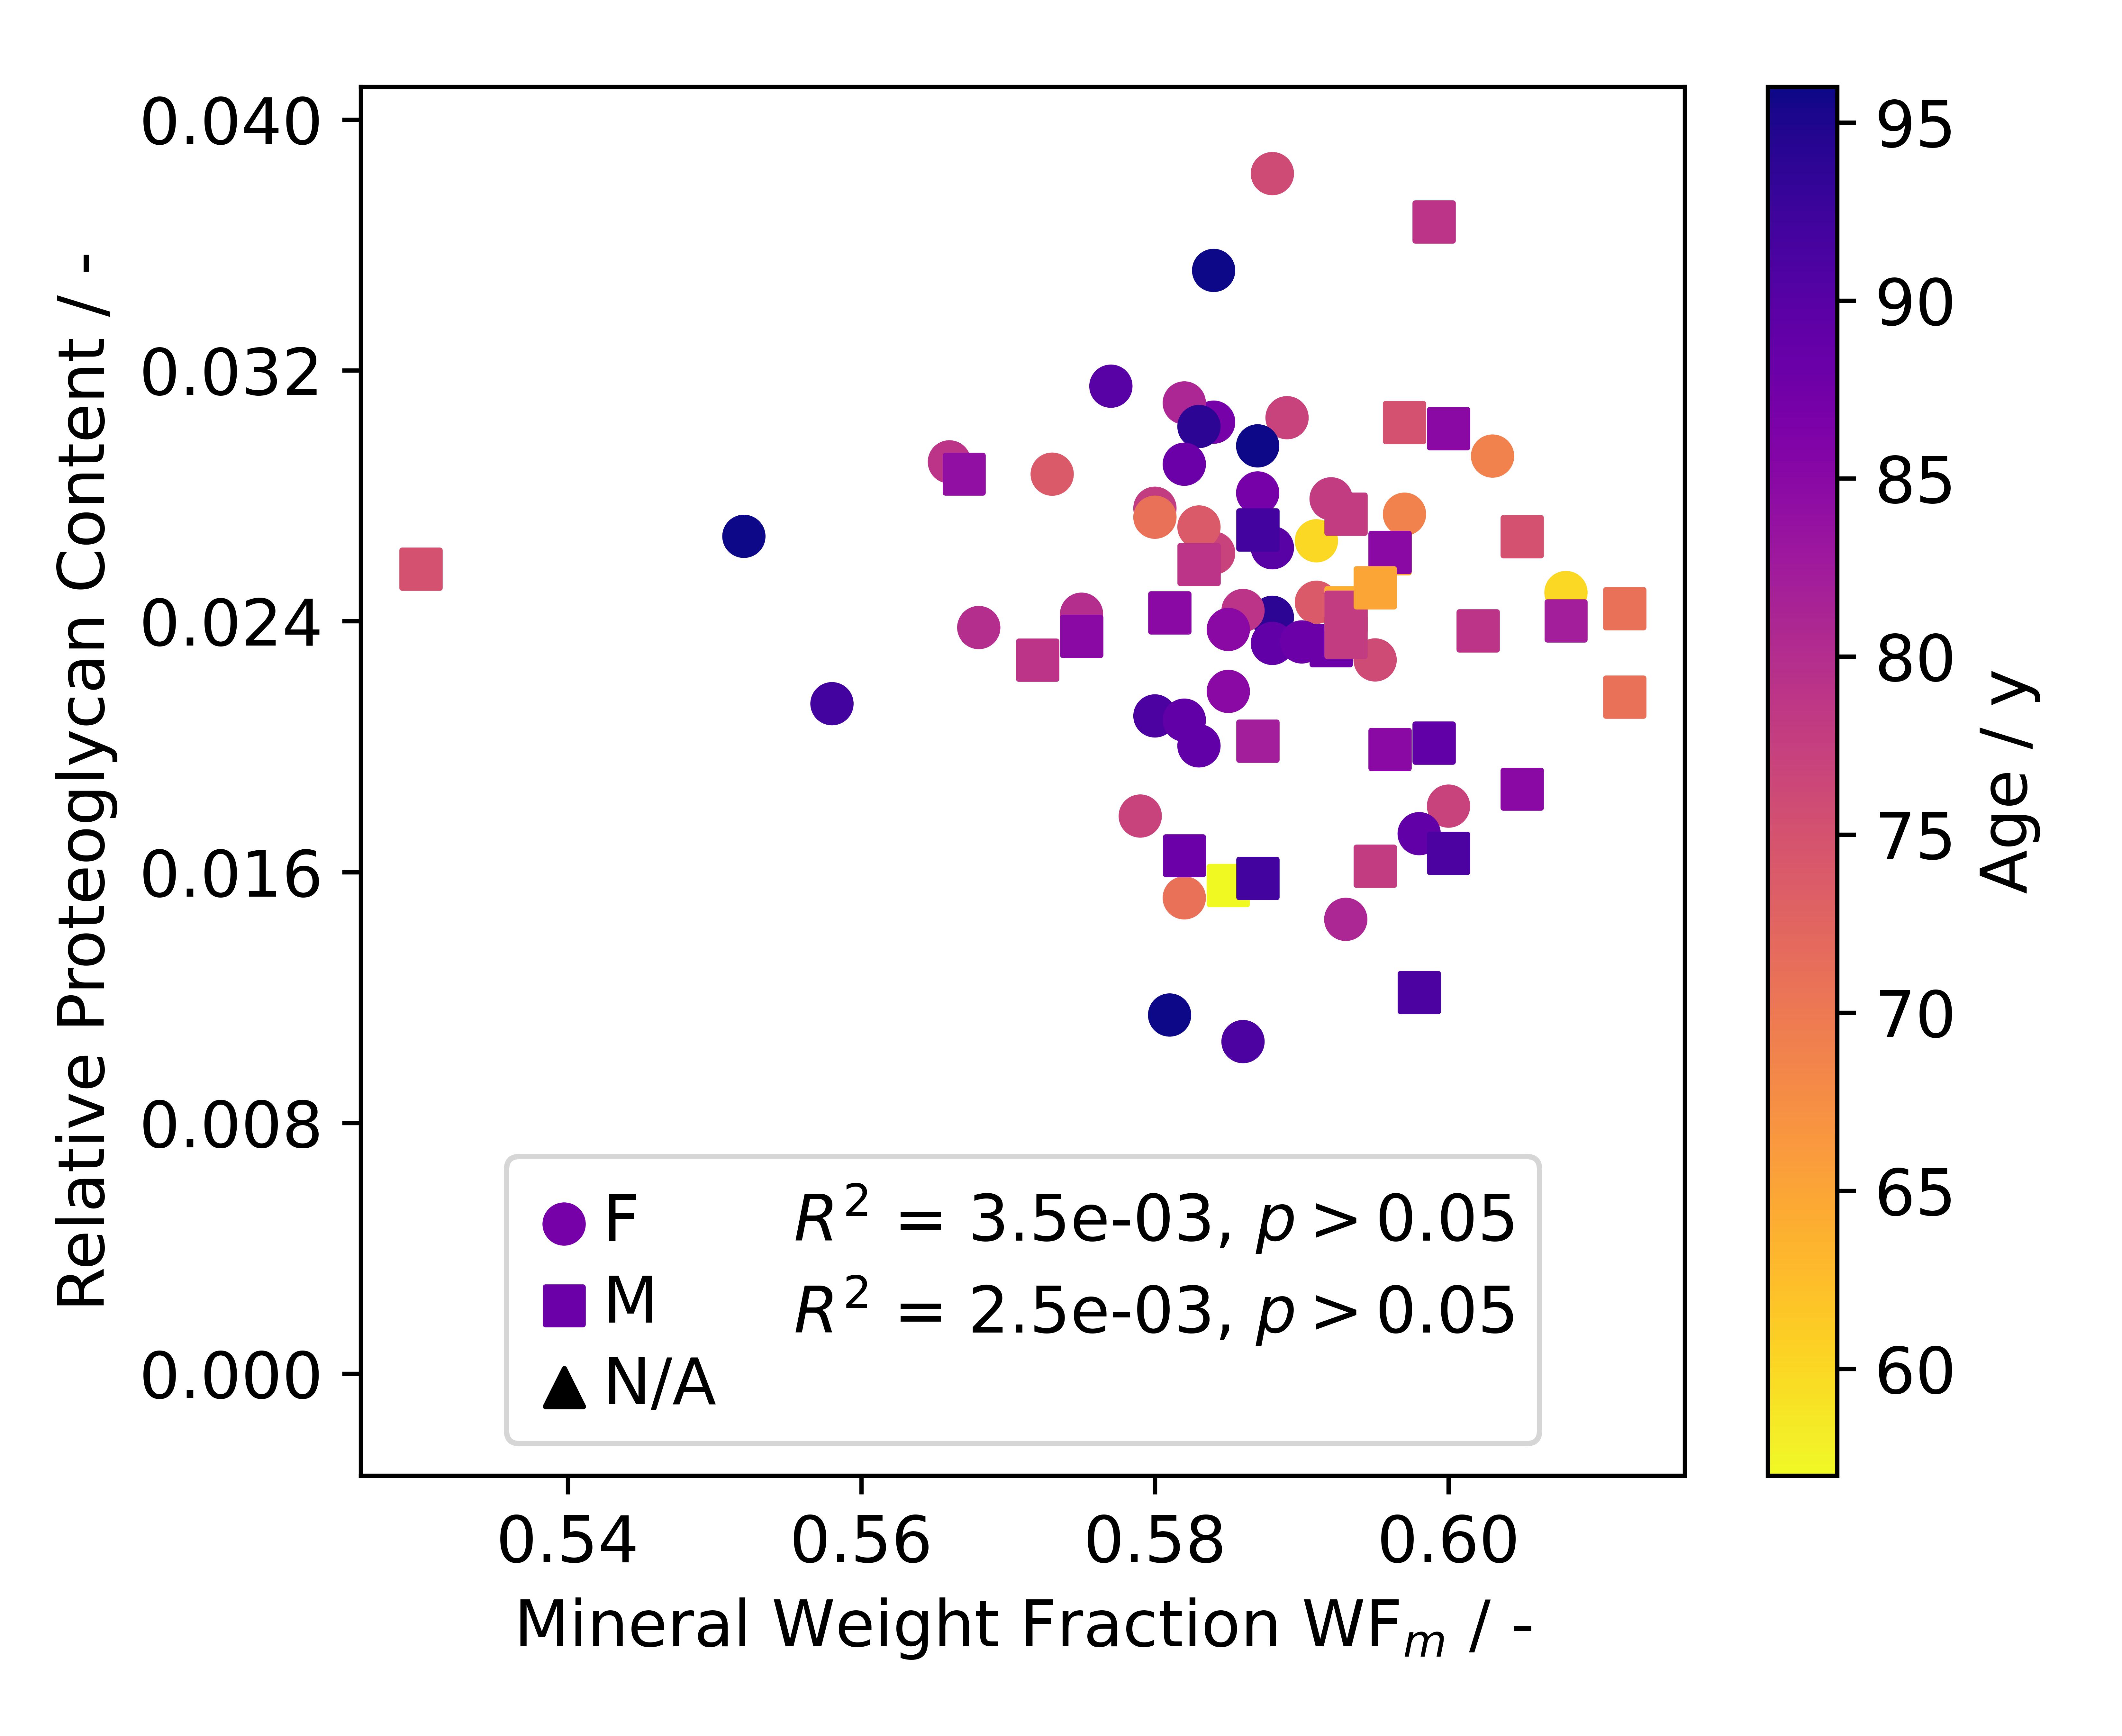 Relative Proteoglycan Content / -
0.040
0.032
0.024
0.016
0.008
0.000
F R² = 3.5e-03, p > 0.05
M R² = 2.5e-03, p > 0.05
N/A
0.54 0.56 0.58 0.60
Mineral Weight Fraction WFₘ / -
95
90
85
80
75
70
65
60
Age / y